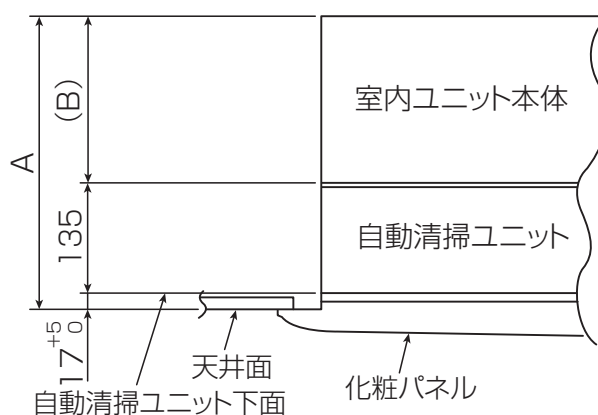 室内ユニット本体
(B)
A
自動清掃ユニット
135
17 +5 0
天井面
化粧パネル
自動清掃ユニット下面